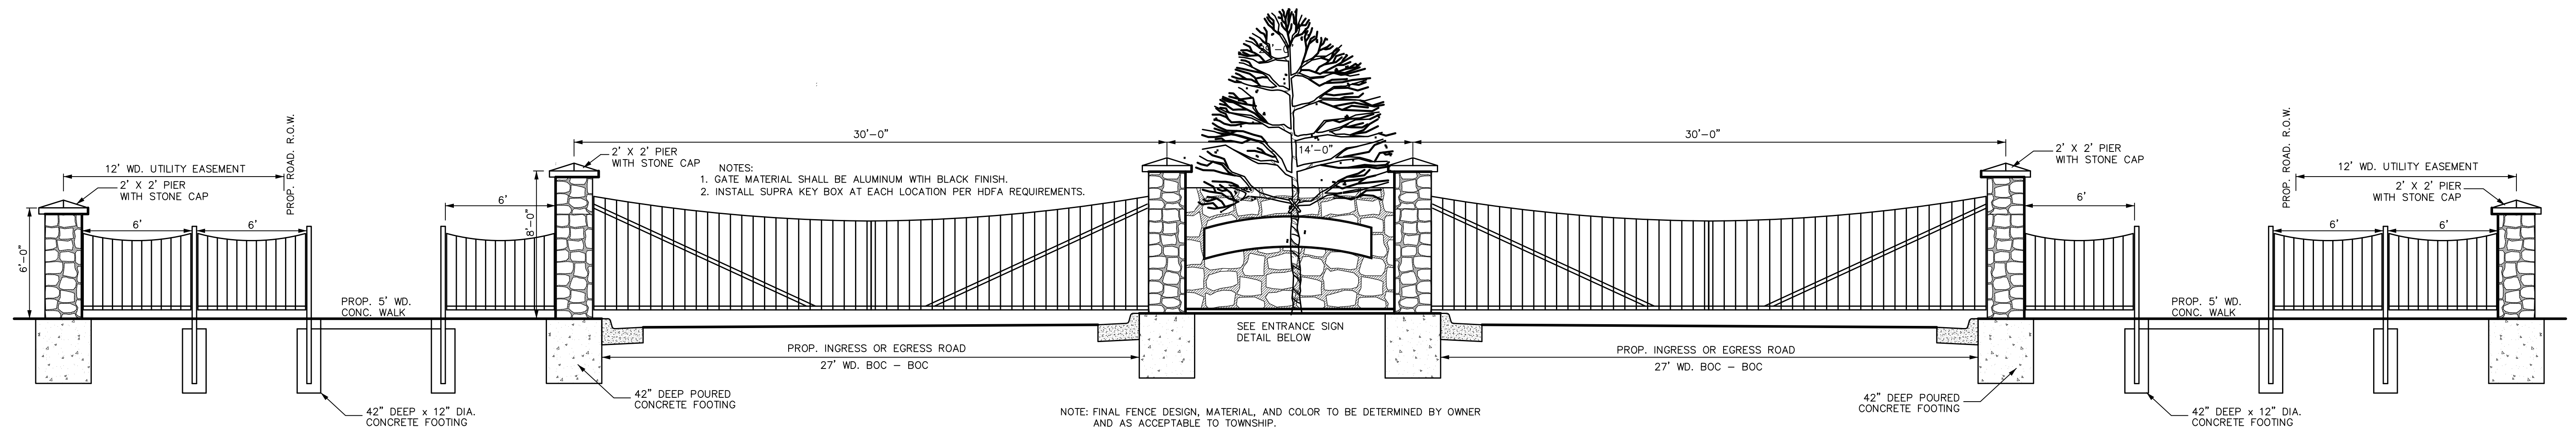 12' WD. UTILITY EASEMENT
2' X 2' PIER
WITH STONE CAP
PROP. ROAD. R.O.W.
6'-0"
6'
6'
PROP. 5' WD.
CONC. WALK
42" DEEP x 12" DIA.
CONCRETE FOOTING
6'
8'-0"
30'-0"
2' X 2' PIER
WITH STONE CAP
NOTES:
1. GATE MATERIAL SHALL BE ALUMINUM WTIH BLACK FINISH.
2. INSTALL SUPRA KEY BOX AT EACH LOCATION PER HDFA REQUIREMENTS.
PROP. INGRESS OR EGRESS ROAD
27' WD. BOC - BOC
42" DEEP POURED
CONCRETE FOOTING
14'-0"
SEE ENTRANCE SIGN
DETAIL BELOW
NOTE: FINAL FENCE DESIGN, MATERIAL, AND COLOR TO BE DETERMINED BY OWNER
AND AS ACCEPTABLE TO TOWNSHIP.
30'-0"
PROP. INGRESS OR EGRESS ROAD
27' WD. BOC - BOC
42" DEEP POURED
CONCRETE FOOTING
2' X 2' PIER
WITH STONE CAP
6'
PROP. 5' WD.
CONC. WALK
42" DEEP x 12" DIA.
CONCRETE FOOTING
PROP. ROAD. R.O.W.
12' WD. UTILITY EASEMENT
2' X 2' PIER
WITH STONE CAP
6'
6'